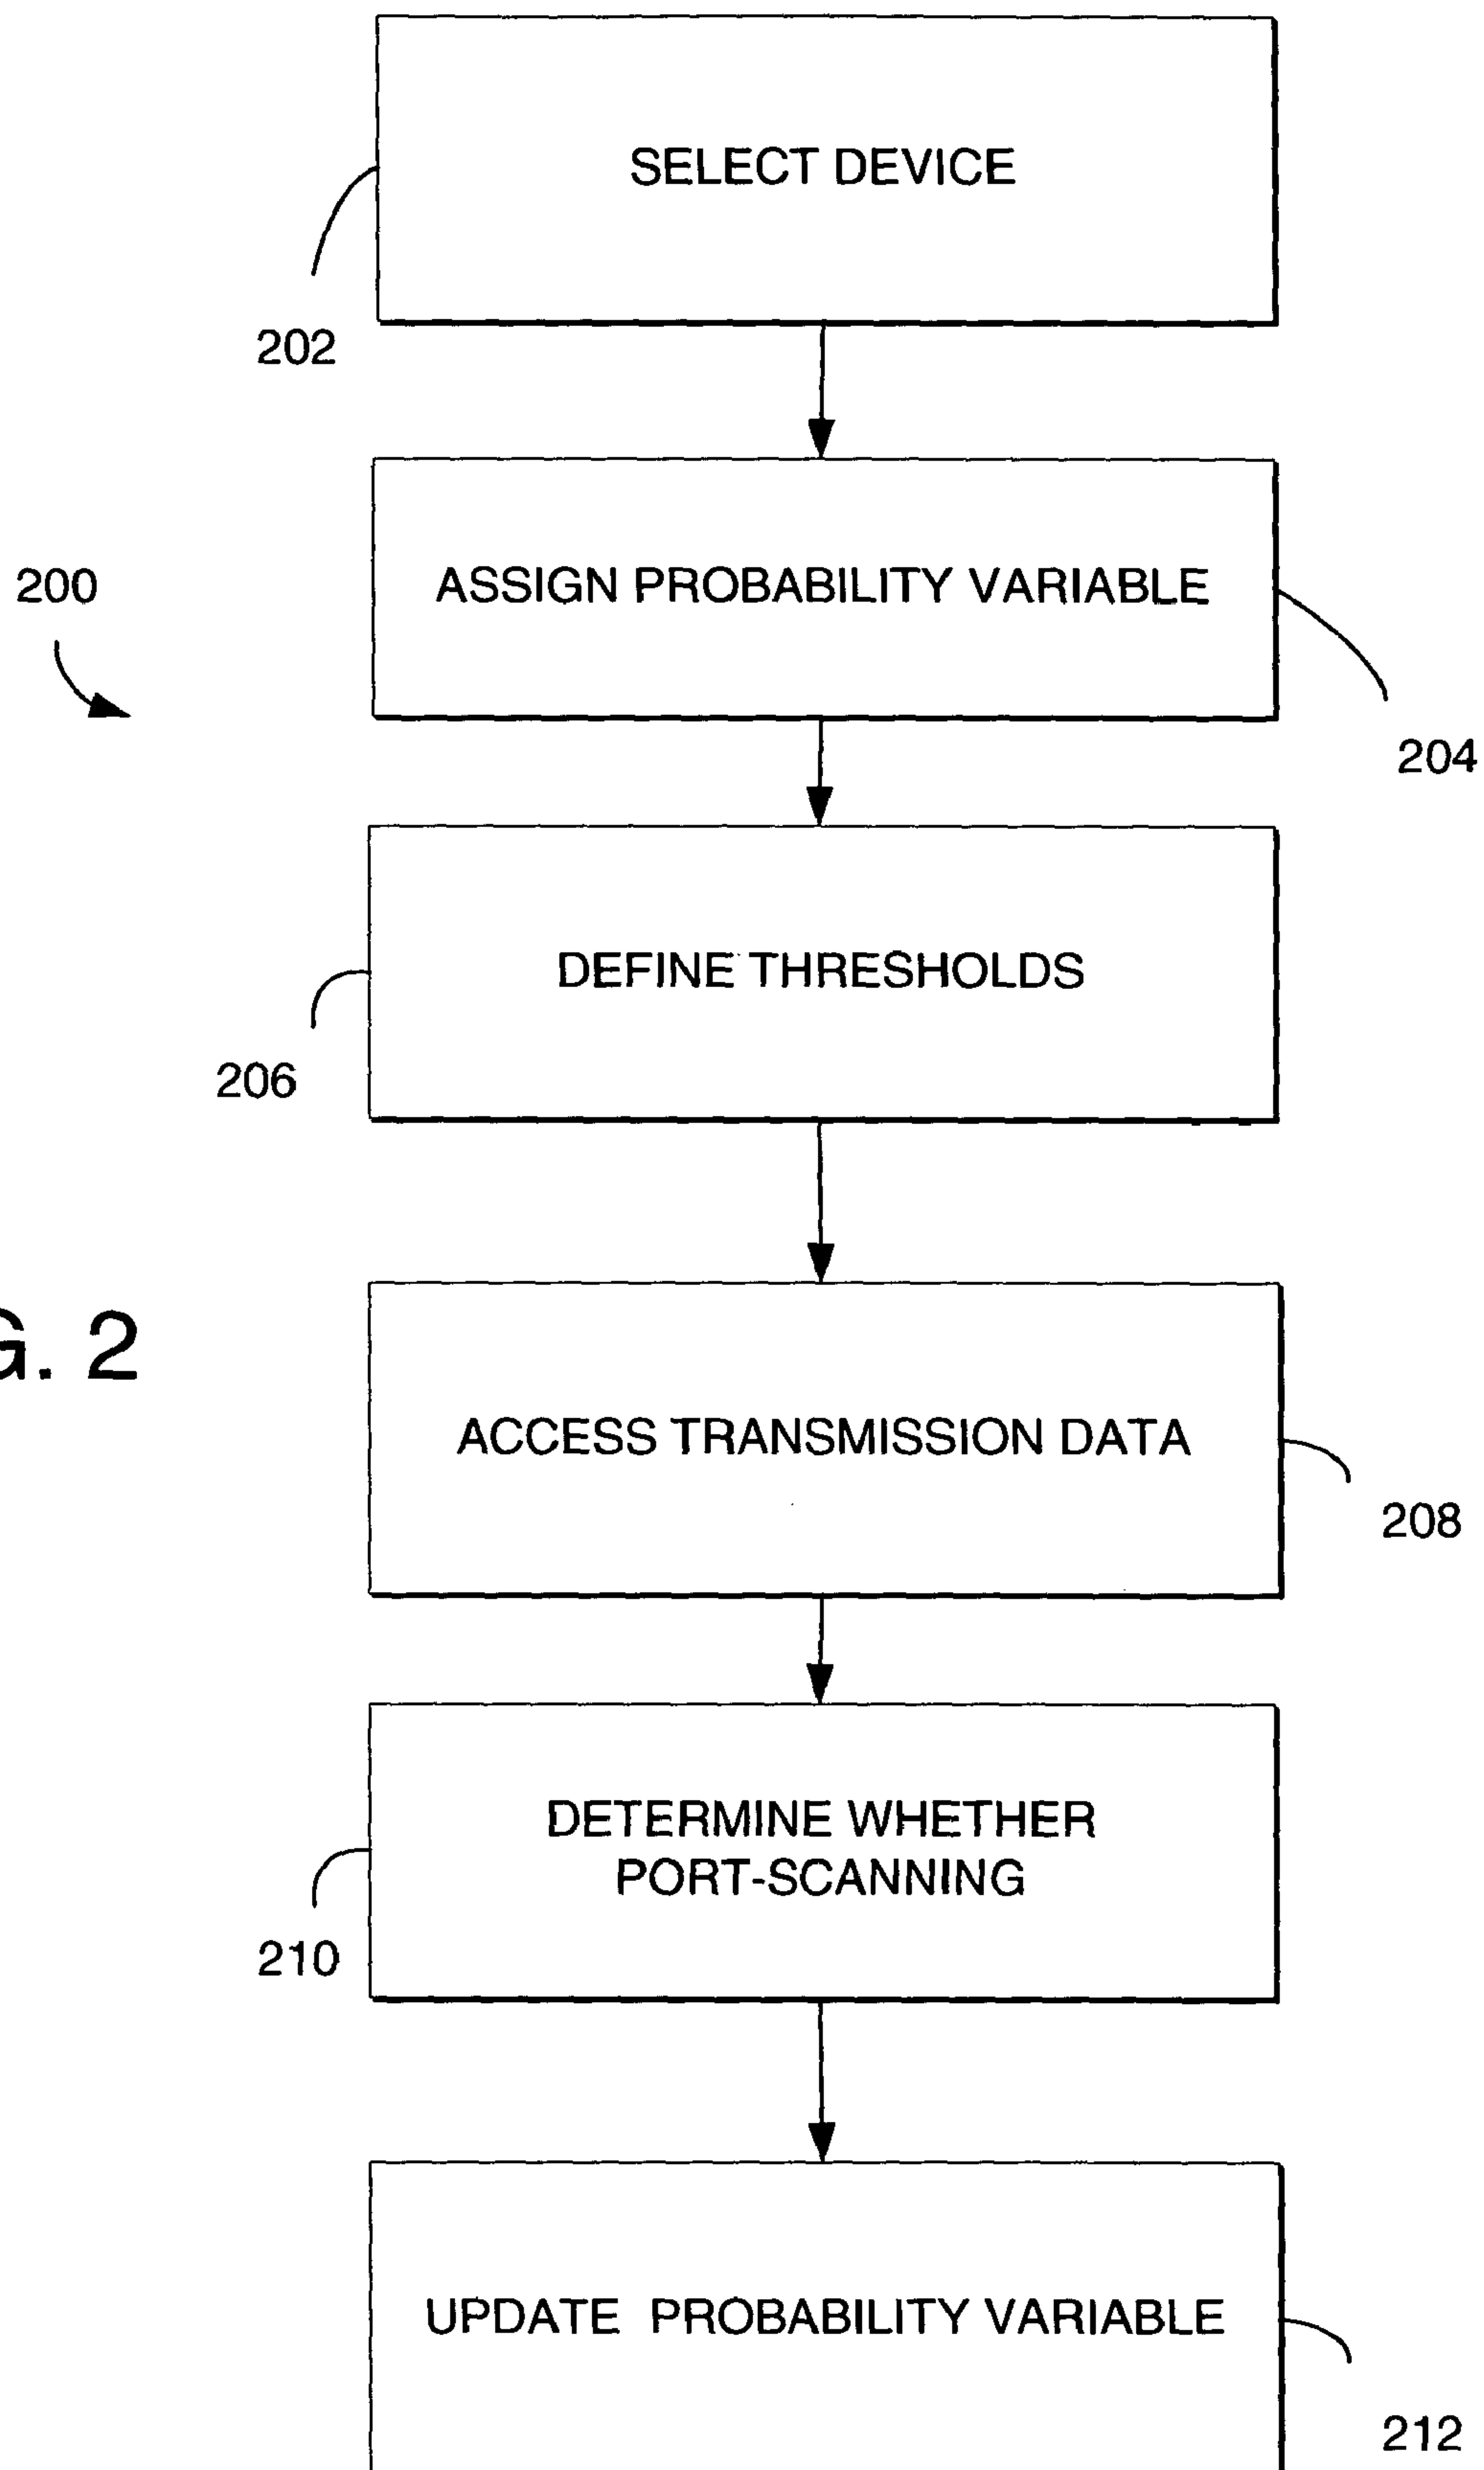 SELECT DEVICE
202
ASSIGN PROBABILITY VARIABLE
200
204
DEFINE THRESHOLDS
206
G. 2
ACCESS TRANSMISSION DATA
208
DETERMINE WHETHER
PORT-SCANNING
210
UPDATE PROBABILITY VARIABLE
212